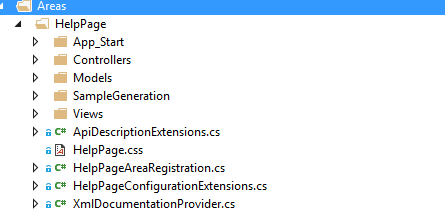 Areas
HelpPage
App_Start
Controllers
Models
SampleGeneration
Views
C# ApiDescriptionExtensions.cs
HelpPage.css
C# HelpPageAreaRegistration.cs
C# HelpPageConfigurationExtensions.cs
C# XmlDocumentationProvider.cs